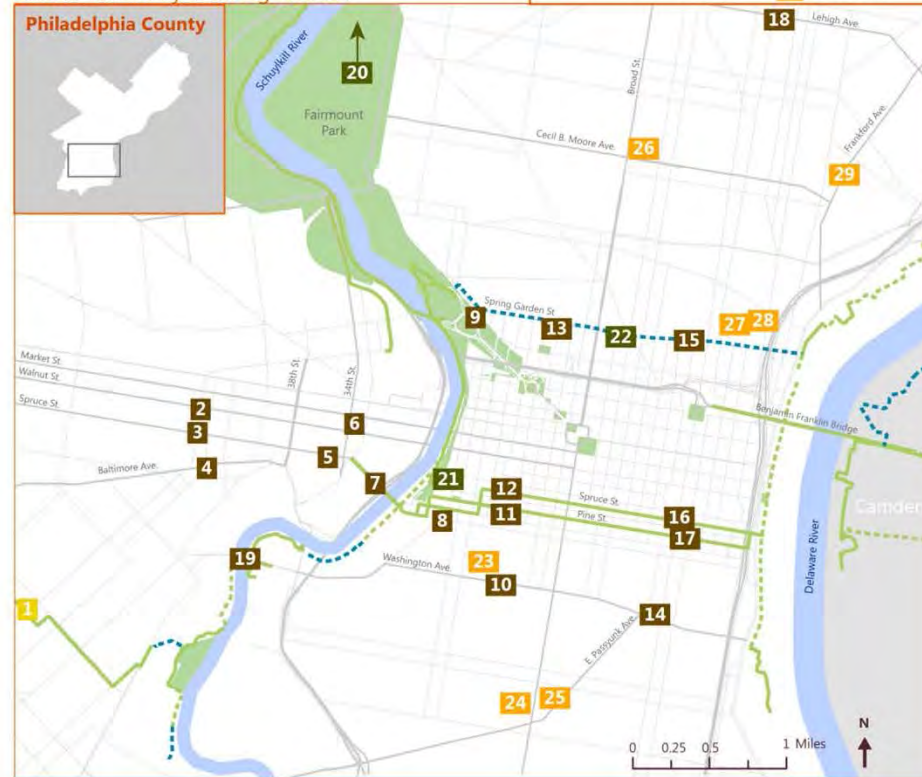 Philadelphia County
Schuylkill River
20
Fairmount
Park
18
Lehigh Ave.
Broad St.
Cecil B. Moore Ave.
26
Frankford Ave.
29
Spring Garden St
9
13
22
15
27
28
Market St.
Walnut St.
Spruce St.
38th St.
34th St.
2
3
4
5
6
7
Baltimore Ave.
Benjamin Franklin Bridge
21
8
12
11
Spruce St.
Pine St.
16
17
Camden
Delaware River
19
Washington Ave.
23
10
14
E Passyunk Ave.
1
24
25
N
0 0.25 0.5 1 Miles